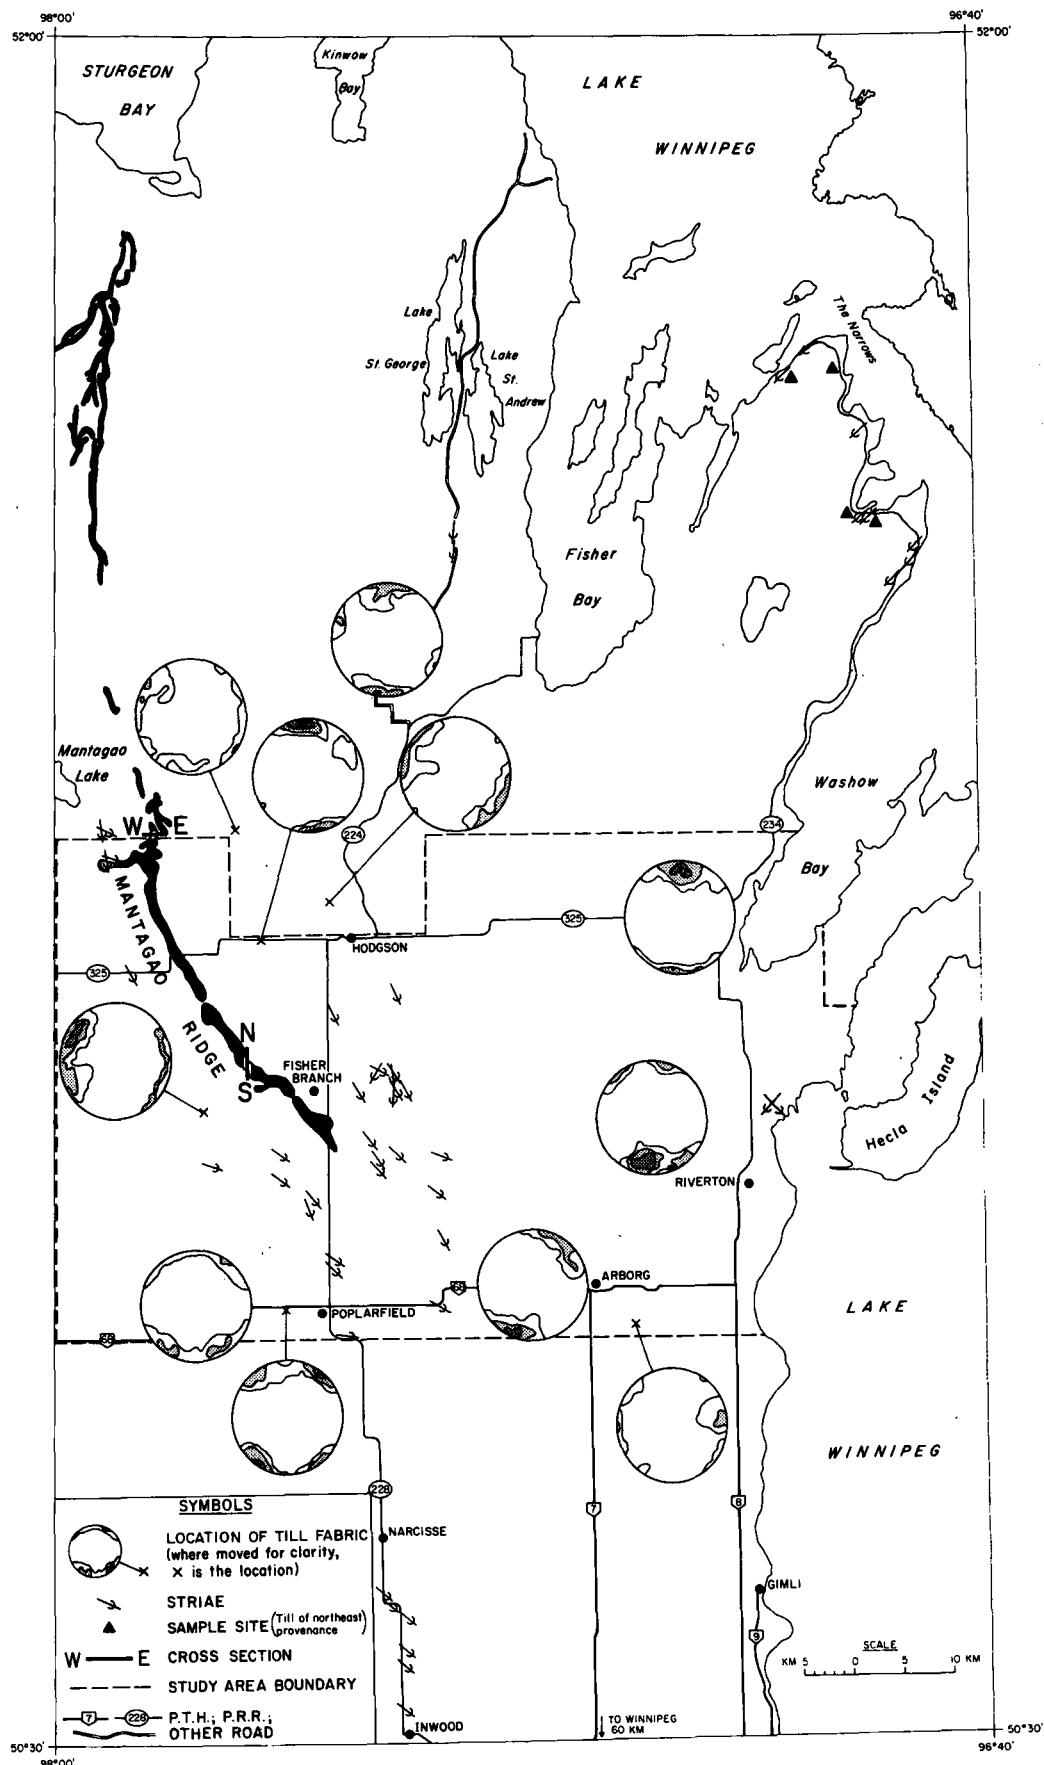 98°00'
96°40'
52°00'
52°00'
STURGEON
BAY
Kinwow
Bay
LAKE
WINNIPEG
The Narrows
Lake
St. George
Lake
St.
Andrew
Fisher
Bay
Mantagao
Lake
W E
224
234
Washow
Bay
MANTAGAO
RIDGE
325
325
HODGSON
N
S
FISHER
BRANCH
Hecla
Island
RIVERTON
68
ARBORG
POPLARFIELD
68
LAKE
WINNIPEG
228
7
8
NARCISSE
GIMLI
9
INWOOD
TO WINNIPEG
60 KM
SCALE
KM 5 0 5 10 KM
SYMBOLS
LOCATION OF TILL FABRIC
(where moved for clarity,
x is the location)
STRIAE
SAMPLE SITE (Till of northeast
provenance)
W E CROSS SECTION
STUDY AREA BOUNDARY
7 228 P.T.H.; P.R.R.;
OTHER ROAD
50°30'
50°30'
98°00'
96°40'